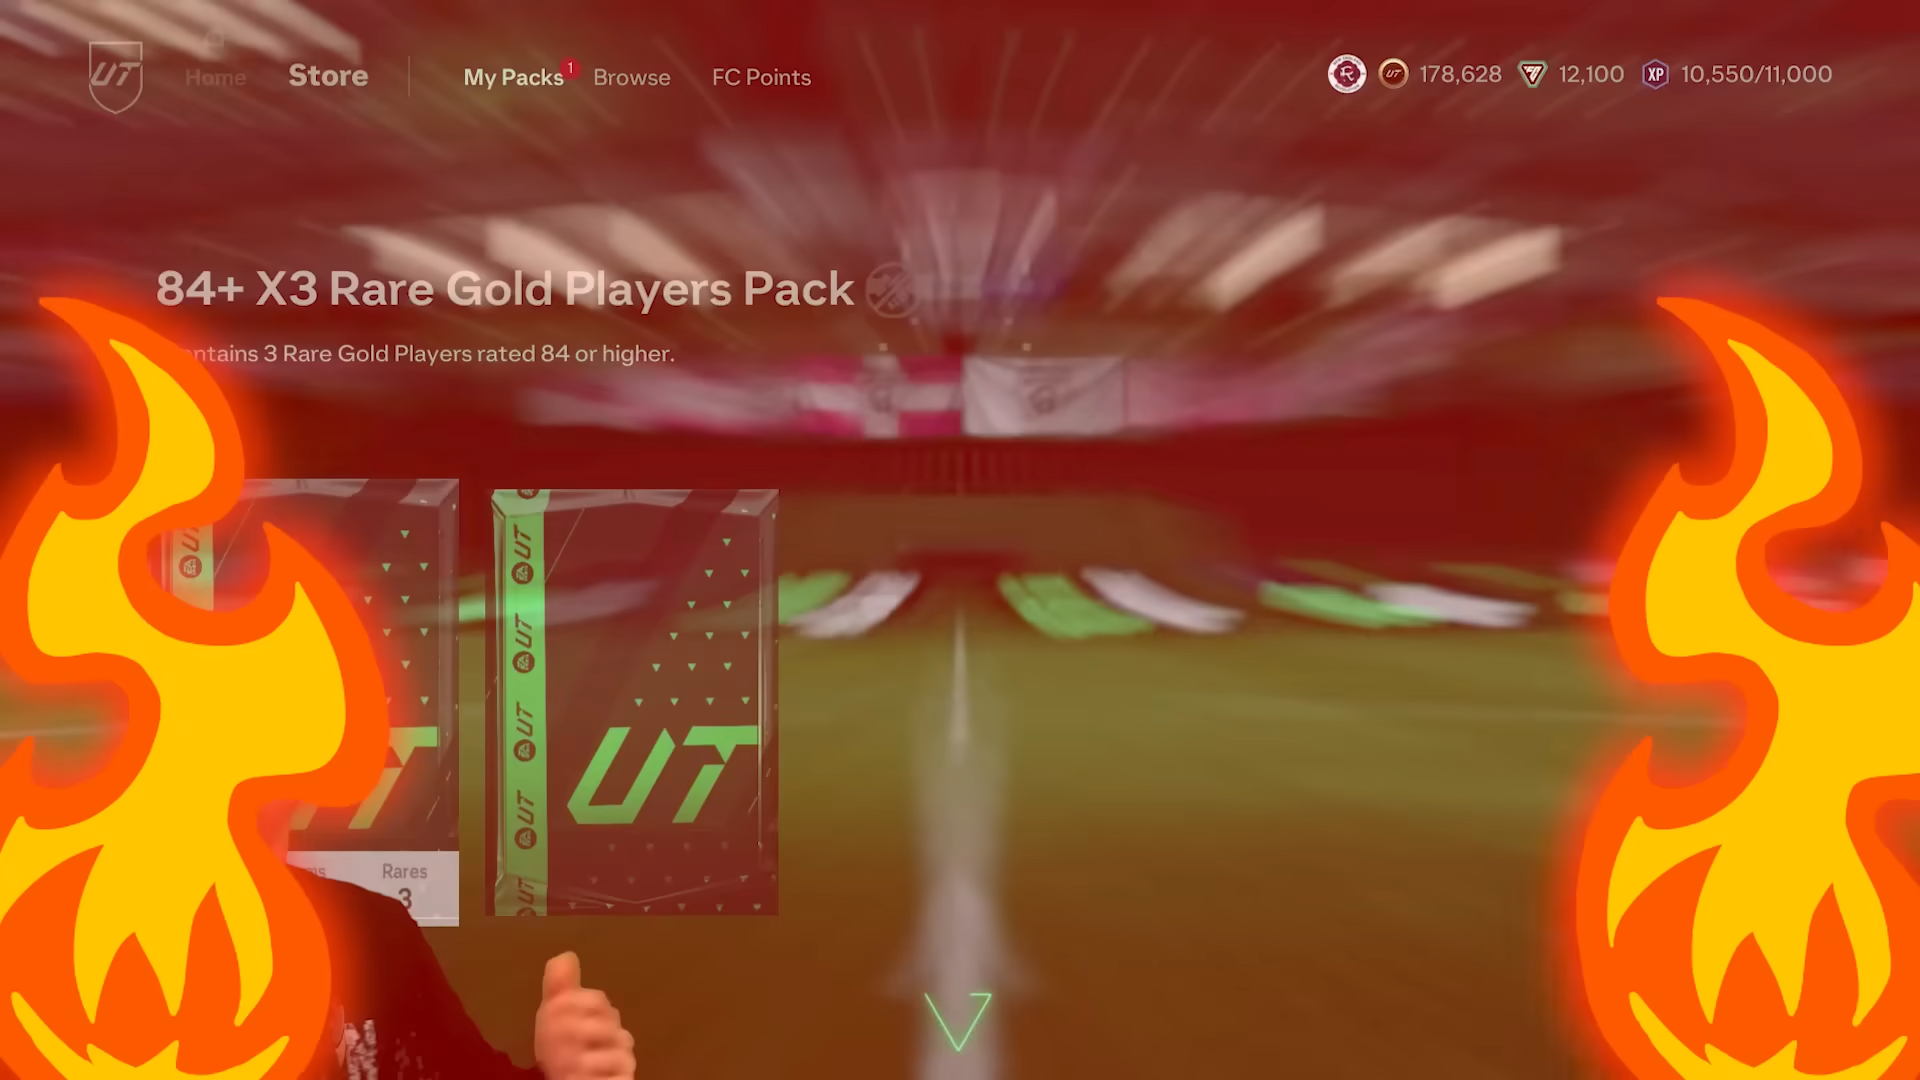 UT Home Store My Packs 1 Browse FC Points UT 178,628 12,100 XP 10,550/11,000
84+ X3 Rare Gold Players Pack
ntains 3 Rare Gold Players rated 84 or higher.
UT UT UT UT UT
UT
ms Rares
3